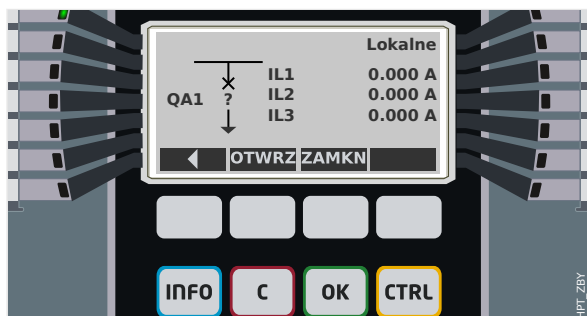 Lokalne
IL1 0.000 A
QA1 ? IL2 0.000 A
IL3 0.000 A
OTWRZ ZAMKN
INFO C OK CTRL
HPT_ZBY